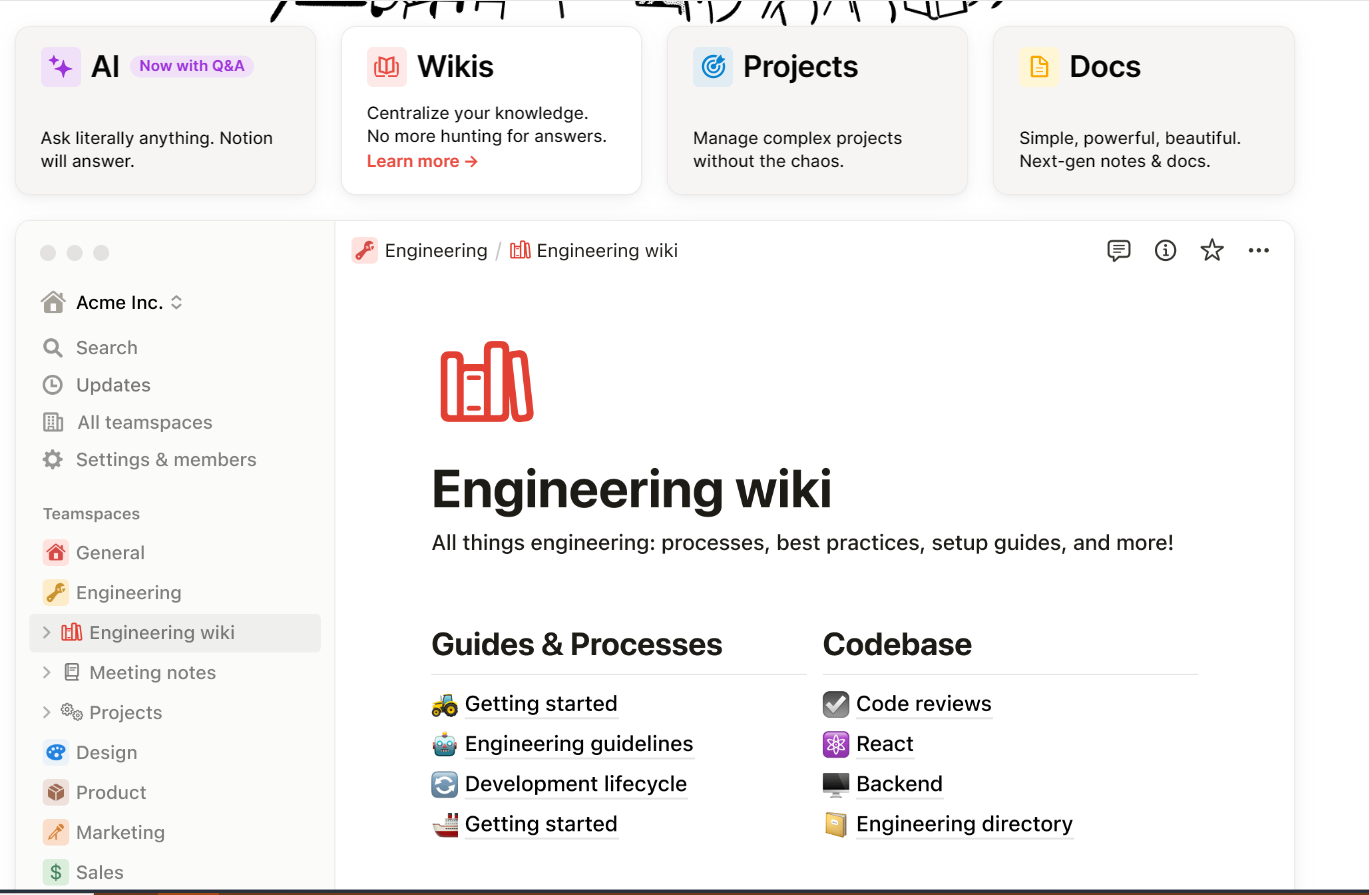 AI Now with Q&A
Ask literally anything. Notion
will answer.
Wikis
Centralize your knowledge.
No more hunting for answers.
Learn more →
Projects
Manage complex projects
without the chaos.
Docs
Simple, powerful, beautiful.
Next-gen notes & docs.
Acme Inc.
Search
Updates
All teamspaces
Settings & members
Teamspaces
General
Engineering
Engineering wiki
Meeting notes
Projects
Design
Product
Marketing
Sales
Engineering / Engineering wiki
Engineering wiki
All things engineering: processes, best practices, setup guides, and more!
Guides & Processes
Getting started
Engineering guidelines
Development lifecycle
Getting started
Codebase
Code reviews
React
Backend
Engineering directory